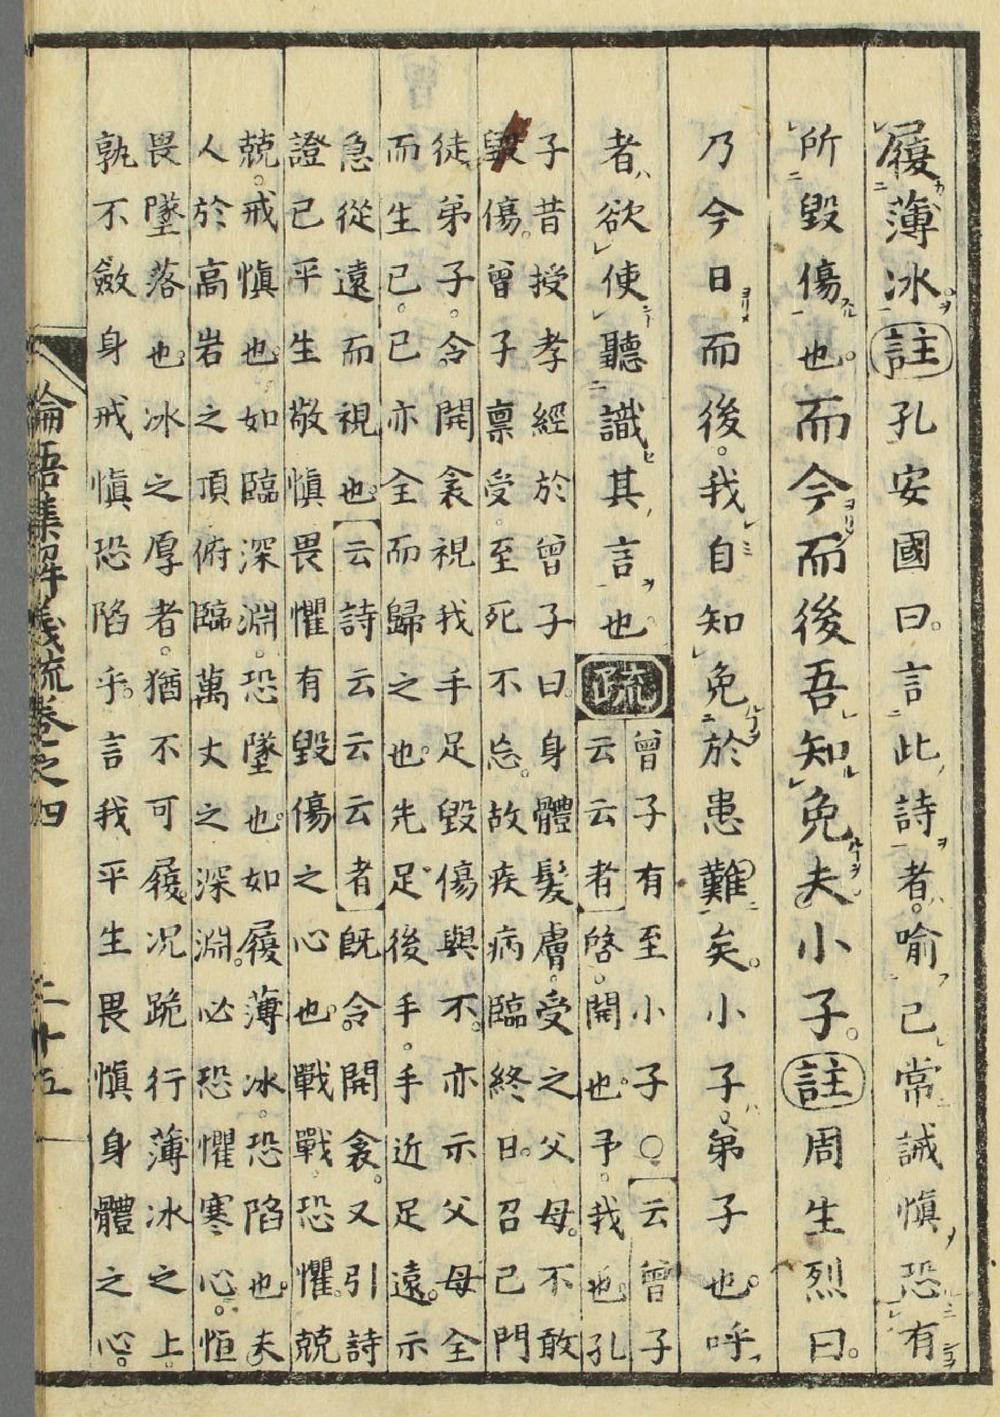 履薄冰註孔安國曰言此詩者喻己常誡慎恐有
所毀傷也而今而後吾知免夫小子註周生烈曰
乃今日而後我自知免於患難矣小子弟子也呼
者欲使聽識其言也疏
曾子有至小子○云曾子
云云者啓開也予我也孔
子昔授孝經於曾子曰身體髮膚受之父母不敢
毀傷曾子禀受至死不忘故疾病臨終日召己門
徒弟子令開衾視我手足毀傷與不亦示父母全
而生己己亦全而歸之也先足後手手近足遠示
急從遠而視也云詩云云云者既令開衾又引詩
證己平生敬慎畏懼有毀傷之心也戰戰恐懼兢
兢戒慎也如臨深淵恐墜也如履薄冰恐陷也夫
人於高岩之頂俯臨萬丈之深淵必恐懼寒心恒
畏墜落也冰之厚者猶不可履况跪行薄冰之上
孰不斂身戒慎恐陷乎言我平生畏慎身體之心
論語集解義疏卷之四
二十五